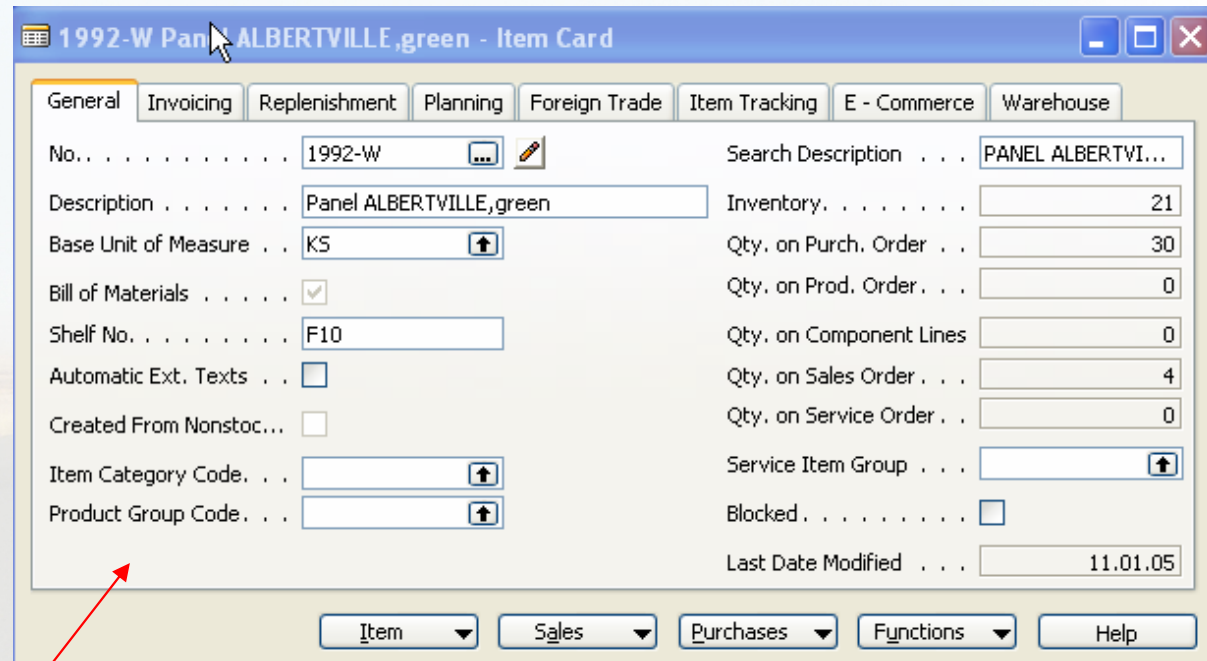 1992-W Panel ALBERTVILLE,green - Item Card
General Invoicing Replenishment Planning Foreign Trade Item Tracking E - Commerce Warehouse
No.. . . . . . . . . . . 1992-W ...
Description . . . . . . . Panel ALBERTVILLE,green
Base Unit of Measure . . KS
Bill of Materials . . . . .
Shelf No. . . . . . . . . F10
Automatic Ext. Texts . .
Created From Nonstoc...
Item Category Code. . .
Product Group Code. . .
Search Description . . . PANEL ALBERTVI...
Inventory. . . . . . . . 21
Qty. on Purch. Order . . 30
Qty. on Prod. Order. . . 0
Qty. on Component Lines 0
Qty. on Sales Order. . . 4
Qty. on Service Order. . 0
Service Item Group . . .
Blocked. . . . . . . . .
Last Date Modified . . . 11.01.05
Item Sales Purchases Functions Help